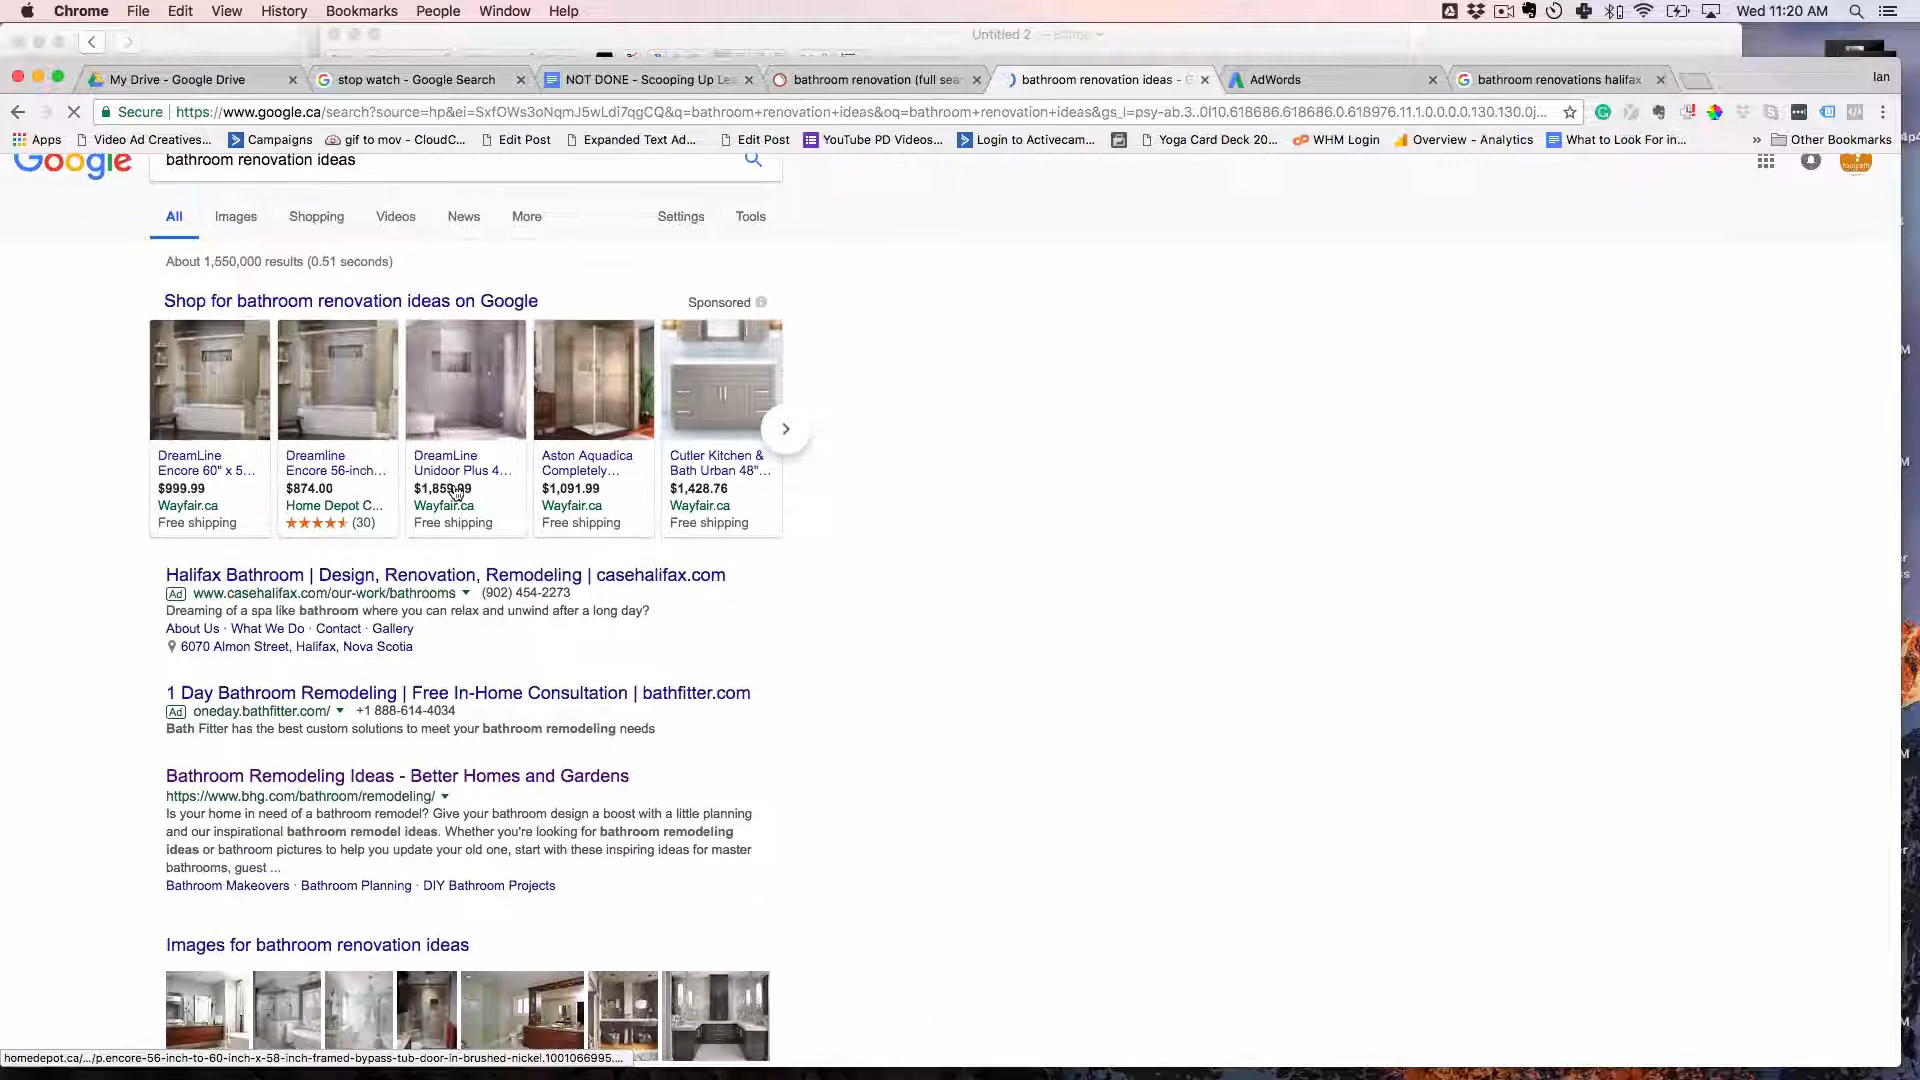 Chrome File Edit View History Bookmarks People Window Help Wed 11:20 AM
Untitled 2
My Drive - Google Drive stop watch - Google Search NOT DONE - Scooping Up Le bathroom renovation (full sea bathroom renovation ideas - G AdWords bathroom renovations halifax Ian
Secure https://www.google.ca/search?source=hp&ei=SxfOWs3oNqmJ5wLdi7qgCQ&q=bathroom+renovation+ideas&oq=bathroom+renovation+ideas&gs_l=psy-ab.3..0l10.618686.618686.0.618976.11.1.0.0.0.0.130.130.0j...
Apps Video Ad Creatives... Campaigns gif to mov - CloudC... Edit Post Expanded Text Ad... Edit Post YouTube PD Videos... Login to Activecam... Yoga Card Deck 20... WHM Login Overview - Analytics What to Look For in... » Other Bookmarks
Google bathroom renovation ideas
All Images Shopping Videos News More Settings Tools
About 1,550,000 results (0.51 seconds)
Shop for bathroom renovation ideas on Google Sponsored
DreamLine Dreamline DreamLine Aston Aquadica Cutler Kitchen &
Encore 60" x 5... Encore 56-inch... Unidoor Plus 4... Completely... Bath Urban 48"...
$999.99 $874.00 $1,859.99 $1,091.99 $1,428.76
Wayfair.ca Home Depot C... Wayfair.ca Wayfair.ca Wayfair.ca
Free shipping (30) Free shipping Free shipping Free shipping
Halifax Bathroom | Design, Renovation, Remodeling | casehalifax.com
Ad www.casehalifax.com/our-work/bathrooms (902) 454-2273
Dreaming of a spa like bathroom where you can relax and unwind after a long day?
About Us · What We Do · Contact · Gallery
6070 Almon Street, Halifax, Nova Scotia
1 Day Bathroom Remodeling | Free In-Home Consultation | bathfitter.com
Ad oneday.bathfitter.com/ +1 888-614-4034
Bath Fitter has the best custom solutions to meet your bathroom remodeling needs
Bathroom Remodeling Ideas - Better Homes and Gardens
https://www.bhg.com/bathroom/remodeling/
Is your home in need of a bathroom remodel? Give your bathroom design a boost with a little planning
and our inspirational bathroom remodel ideas. Whether you're looking for bathroom remodeling
ideas or bathroom pictures to help you update your old one, start with these inspiring ideas for master
bathrooms, guest ...
Bathroom Makeovers · Bathroom Planning · DIY Bathroom Projects
Images for bathroom renovation ideas
homedepot.ca/.../p.encore-56-inch-to-60-inch-x-58-inch-framed-bypass-tub-door-in-brushed-nickel.1001066995....